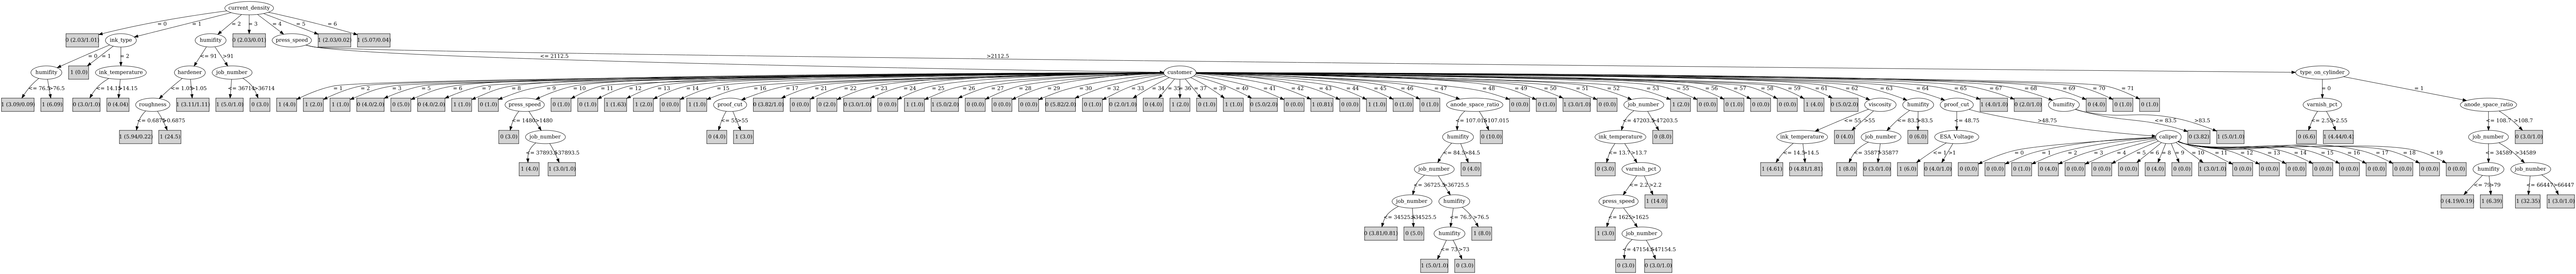 current_density
= 0 = 1 = 2 = 3 = 4 = 5 = 6
0 (2.03/1.01) ink_type humifity 0 (2.03/0.01) press_speed 1 (2.03/0.02) 1 (5.07/0.04)
= 0 = 1 = 2 <= 91 >91 <= 2112.5 >2112.5
humifity 1 (0.0) ink_temperature hardener job_number customer type_on_cylinder
<= 76.5 >76.5 <= 14.15 >14.15 <= 1.05 >1.05 <= 36714 >36714 = 1 = 2 = 3 = 4 = 5 = 6 = 7 = 8 = 9 = 10 = 11 = 12 = 13 = 14 = 15 = 16 = 17 = 21 = 22 = 23 = 24 = 25 = 26 = 27 = 28 = 29 = 30 = 32 = 33 = 34 = 35 = 36 = 37 = 39 = 40 = 41 = 42 = 43 = 44 = 45 = 46 = 47 = 48 = 49 = 50 = 51 = 52 = 53 = 55 = 56 = 57 = 58 = 59 = 61 = 62 = 63 = 64 = 65 = 66 = 67 = 68 = 69 = 70 = 71 = 0 = 1
1 (3.09/0.09) 1 (6.09) 0 (3.0/1.0) 0 (4.04) roughness 1 (3.11/1.11) 1 (5.0/1.0) 0 (3.0) 1 (4.0) 1 (2.0) 1 (1.0) 0 (4.0/2.0) 0 (5.0) 0 (4.0/2.0) 1 (1.0) 0 (1.0) press_speed 0 (1.0) 0 (1.0) 1 (1.63) 1 (2.0) 0 (0.0) 1 (1.0) proof_cut 0 (3.82/1.0) 0 (0.0) 0 (2.0) 0 (3.0/1.0) 0 (0.0) 1 (1.0) 1 (5.0/2.0) 0 (0.0) 0 (0.0) 0 (0.0) 0 (5.82/2.0) 0 (1.0) 0 (2.0/1.0) 0 (4.0) 1 (2.0) 0 (1.0) 1 (1.0) 0 (5.0/2.0) 0 (0.0) 1 (0.81) 0 (0.0) 1 (1.0) 0 (1.0) 0 (1.0) anode_space_ratio 0 (0.0) 0 (1.0) 1 (3.0/1.0) 0 (0.0) job_number 1 (2.0) 0 (0.0) 0 (1.0) 0 (0.0) 0 (0.0) 1 (4.0) 0 (5.0/2.0) viscosity humifity proof_cut 1 (4.0/1.0) 0 (2.0/1.0) humifity 0 (4.0) 0 (1.0) 0 (1.0) varnish_pct anode_space_ratio
<= 0.6875 >0.6875 <= 1480 >1480 <= 55 >55 <= 107.015 >107.015 <= 47203.5 >47203.5 <= 55 >55 <= 83.5 >83.5 <= 48.75 >48.75 <= 83.5 >83.5 <= 2.55 >2.55 <= 108.7 >108.7
1 (5.94/0.22) 1 (24.5) 0 (3.0) job_number 0 (4.0) 1 (3.0) humifity 0 (10.0) ink_temperature 0 (8.0) ink_temperature 0 (4.0) job_number 0 (6.0) ESA_Voltage caliper 0 (3.82) 1 (5.0/1.0) 0 (6.6) 1 (4.44/0.4) job_number 0 (3.0/1.0)
<= 37893.5 >37893.5 <= 84.5 >84.5 <= 13.7 >13.7 <= 14.5 >14.5 <= 35877 >35877 <= 1 >1 = 0 = 1 = 2 = 3 = 4 = 5 = 6 = 8 = 9 = 10 = 11 = 12 = 13 = 14 = 15 = 16 = 17 = 18 = 19 <= 34589 >34589
1 (4.0) 1 (3.0/1.0) job_number 0 (4.0) 0 (3.0) varnish_pct 1 (4.61) 0 (4.81/1.81) 1 (8.0) 0 (3.0/1.0) 1 (6.0) 0 (4.0/1.0) 0 (0.0) 0 (0.0) 0 (1.0) 0 (4.0) 0 (0.0) 0 (0.0) 0 (0.0) 0 (4.0) 0 (0.0) 1 (3.0/1.0) 0 (0.0) 0 (0.0) 0 (0.0) 0 (0.0) 0 (0.0) 0 (0.0) 0 (0.0) 0 (0.0) 0 (0.0) humifity job_number
<= 36725.5 >36725.5 <= 2.2 >2.2 <= 79 >79 <= 66447 >66447
job_number humifity press_speed 1 (14.0) 0 (4.19/0.19) 1 (6.39) 1 (32.35) 1 (3.0/1.0)
<= 34525.5 >34525.5 <= 76.5 >76.5 <= 1625 >1625
0 (3.81/0.81) 0 (5.0) humifity 1 (8.0) 1 (3.0) job_number
<= 73 >73 <= 47154.5 >47154.5
1 (5.0/1.0) 0 (3.0) 0 (3.0) 0 (3.0/1.0)